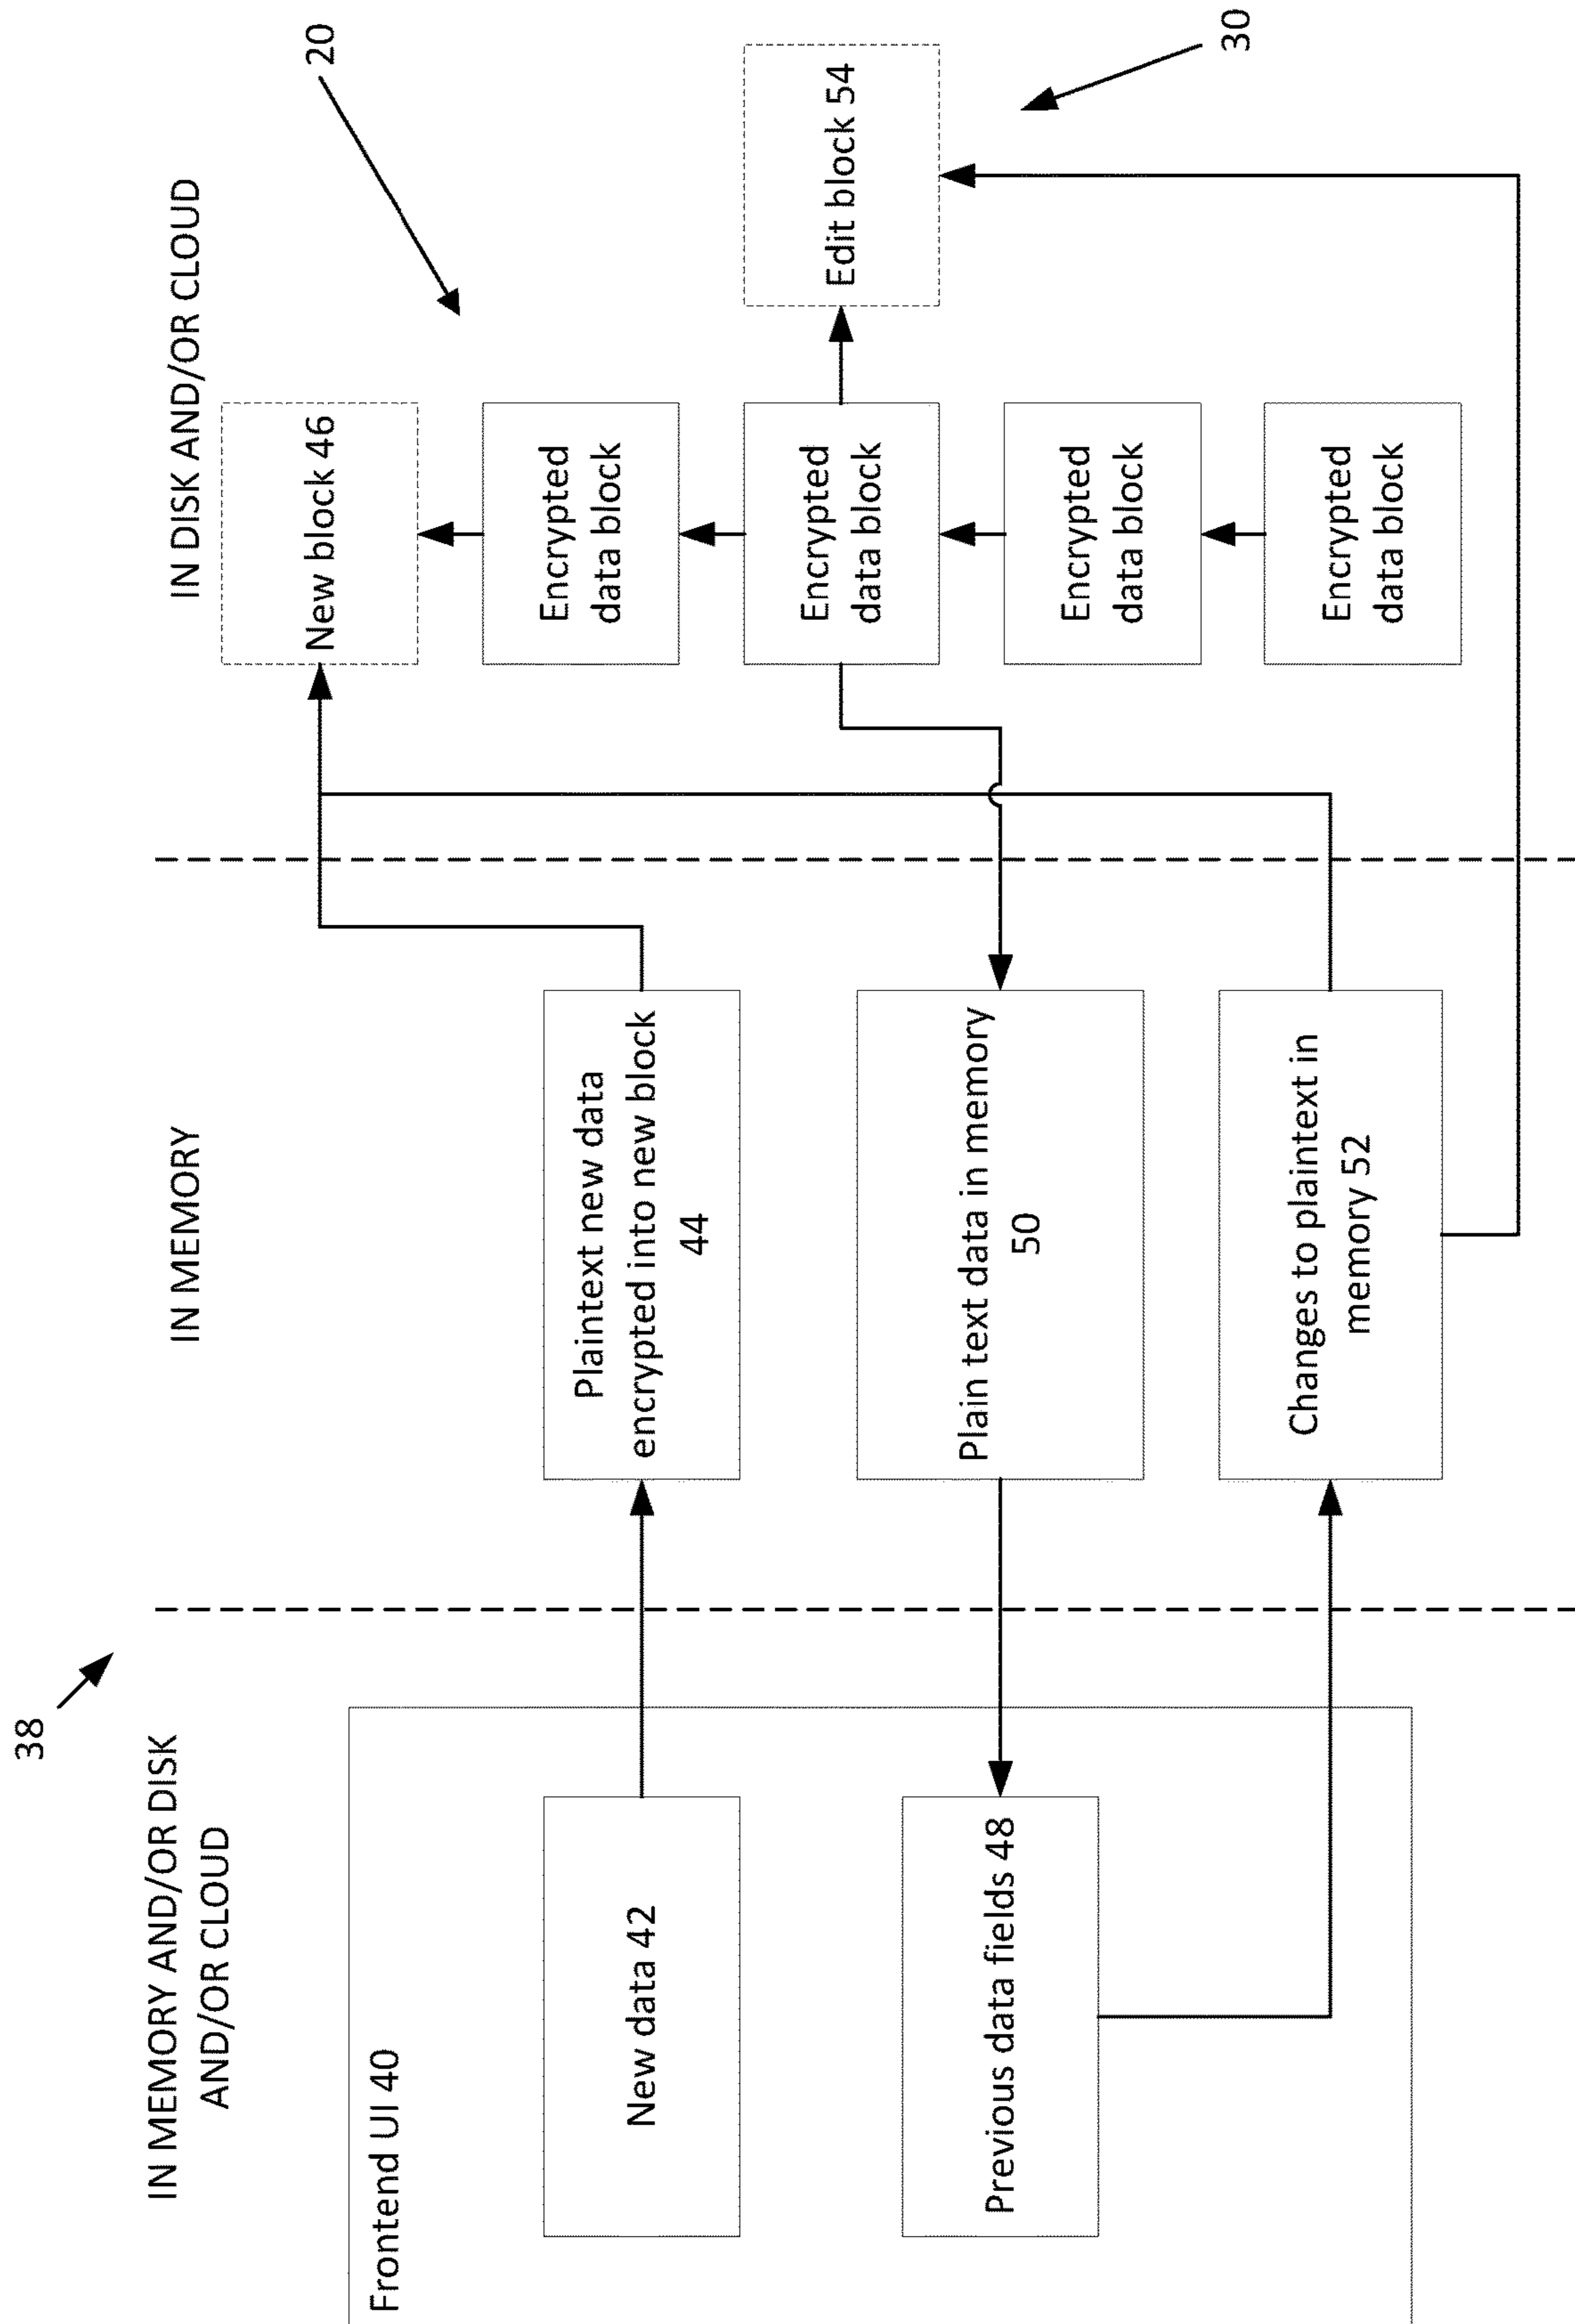 38
IN MEMORY AND/OR DISK
AND/OR CLOUD
IN MEMORY
IN DISK AND/OR CLOUD
Frontend UI 40
New data 42
Previous data fields 48
Plaintext new data
encrypted into new block
44
Plain text data in memory
50
Changes to plaintext in
memory 52
New block 46
Encrypted
data block
Encrypted
data block
Encrypted
data block
Encrypted
data block
Edit block 54
20
30